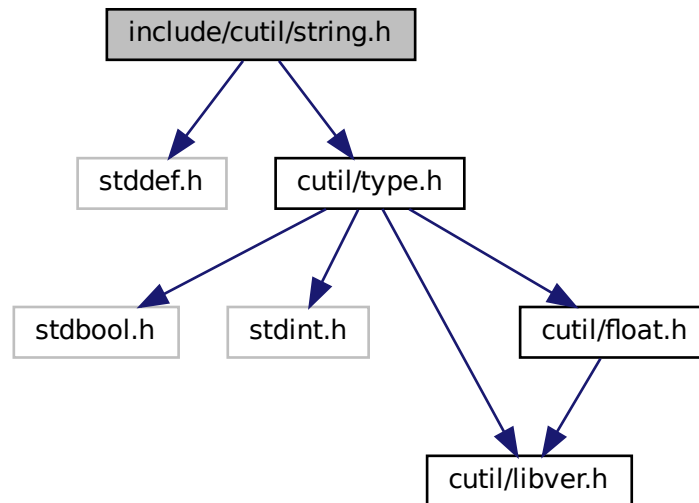 include/cutil/string.h
stddef.h
cutil/type.h
stdbool.h
stdint.h
cutil/float.h
cutil/libver.h